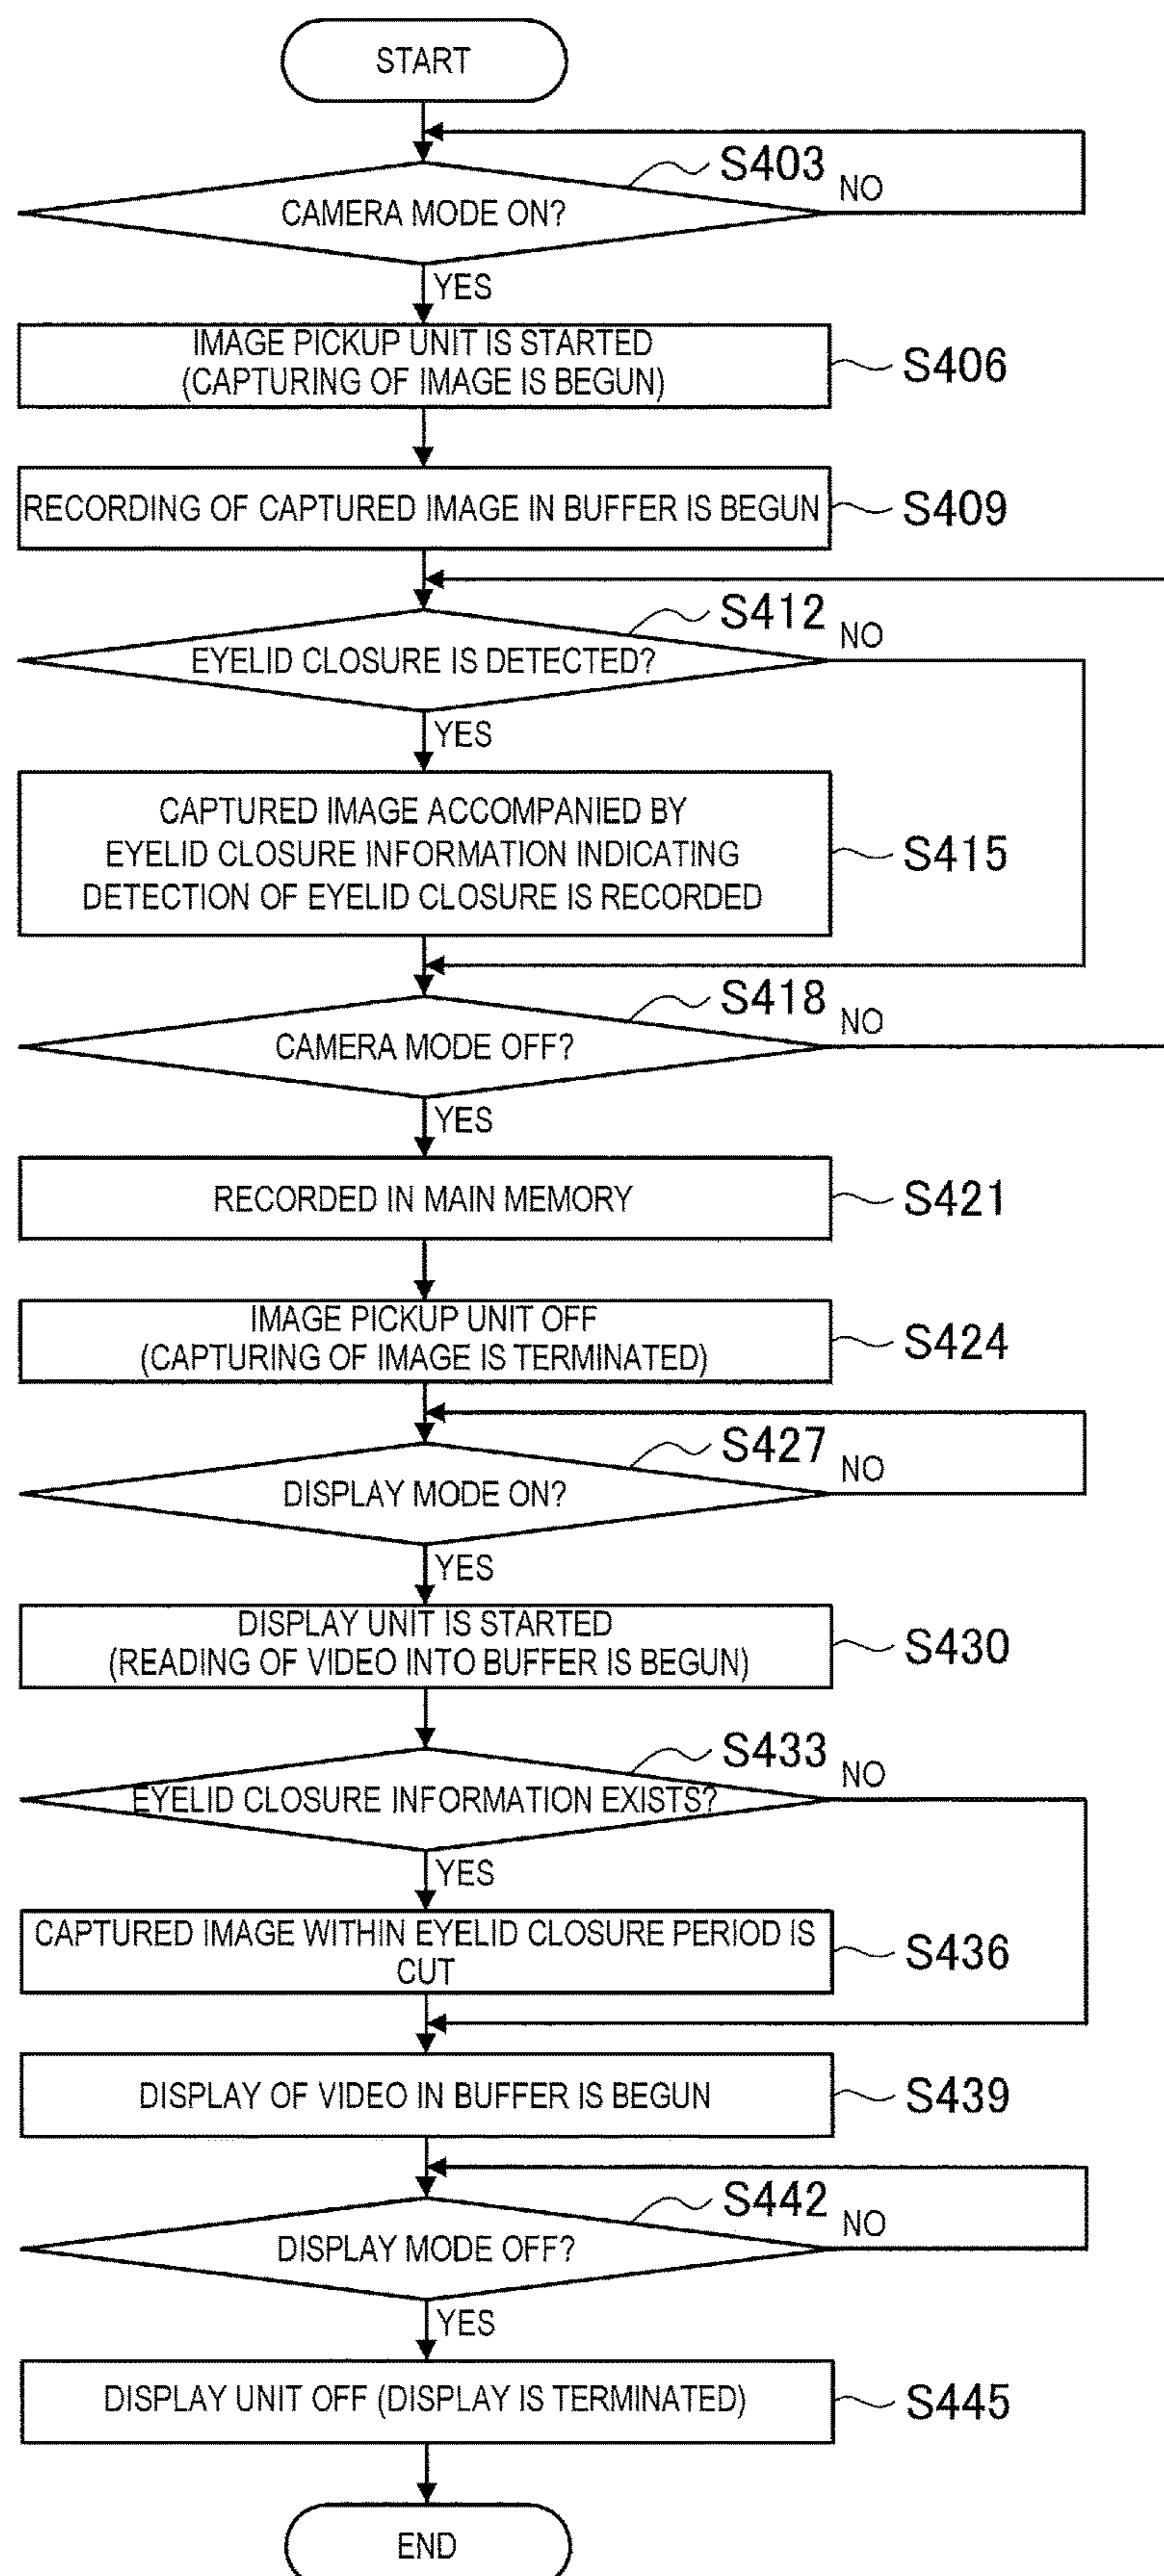 START
S403
CAMERA MODE ON?
NO
YES
IMAGE PICKUP UNIT IS STARTED
(CAPTURING OF IMAGE IS BEGUN)
S406
RECORDING OF CAPTURED IMAGE IN BUFFER IS BEGUN
S409
S412
EYELID CLOSURE IS DETECTED?
NO
YES
CAPTURED IMAGE ACCOMPANIED BY
EYELID CLOSURE INFORMATION INDICATING
DETECTION OF EYELID CLOSURE IS RECORDED
S415
S418
CAMERA MODE OFF?
NO
YES
RECORDED IN MAIN MEMORY
S421
IMAGE PICKUP UNIT OFF
(CAPTURING OF IMAGE IS TERMINATED)
S424
S427
DISPLAY MODE ON?
NO
YES
DISPLAY UNIT IS STARTED
(READING OF VIDEO INTO BUFFER IS BEGUN)
S430
S433
EYELID CLOSURE INFORMATION EXISTS?
NO
YES
CAPTURED IMAGE WITHIN EYELID CLOSURE PERIOD IS
CUT
S436
DISPLAY OF VIDEO IN BUFFER IS BEGUN
S439
S442
DISPLAY MODE OFF?
NO
YES
DISPLAY UNIT OFF (DISPLAY IS TERMINATED)
S445
END